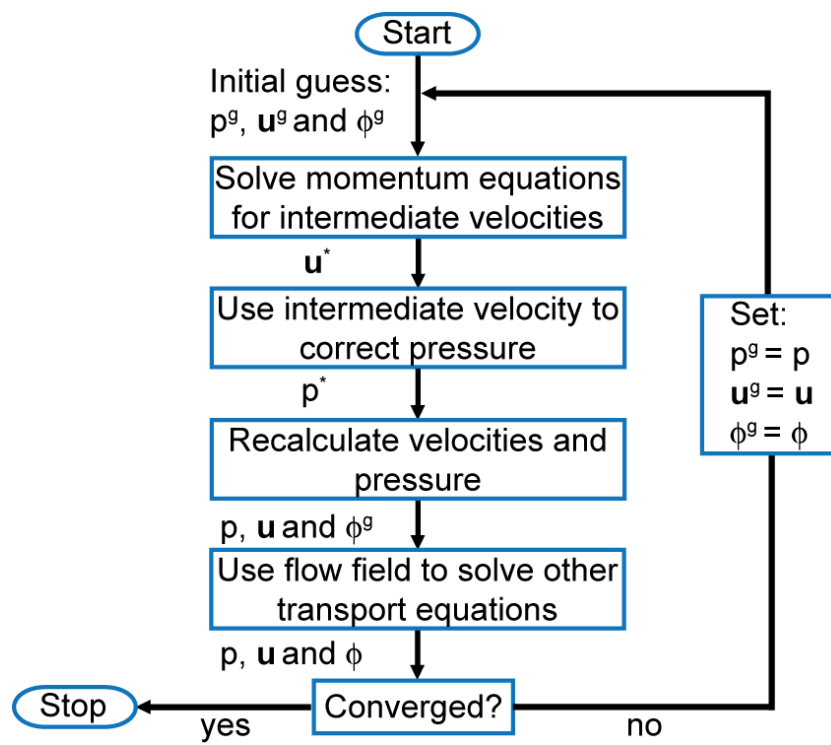 Start
Initial guess:
pᵍ, uᵍ and ϕᵍ
Solve momentum equations
for intermediate velocities
u*
Use intermediate velocity to
correct pressure
p*
Recalculate velocities and
pressure
p, u and ϕᵍ
Use flow field to solve other
transport equations
p, u and ϕ
Converged?
yes
Stop
no
Set:
pᵍ = p
uᵍ = u
ϕᵍ = ϕ